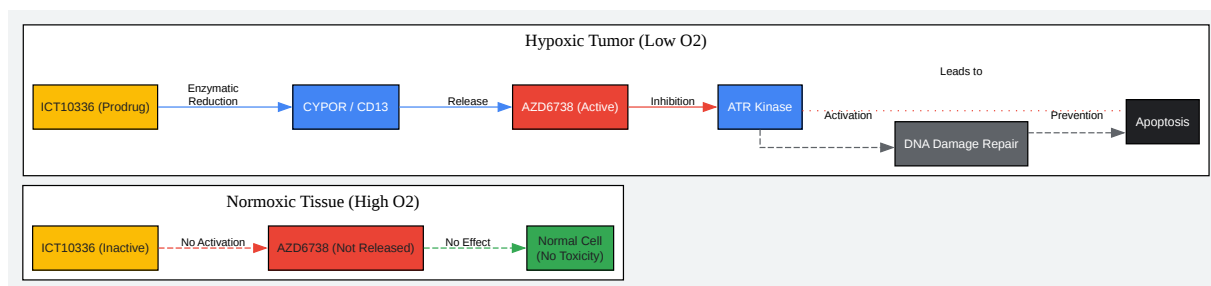 Hypoxic Tumor (Low O2)
ICT10336 (Prodrug)
Enzymatic
Reduction
CYPOR / CD13
Release
AZD6738 (Active)
Inhibition
ATR Kinase
Leads to
Activation
DNA Damage Repair
Prevention
Apoptosis
Normoxic Tissue (High O2)
ICT10336 (Inactive)
No Activation
AZD6738 (Not Released)
No Effect
Normal Cell
(No Toxicity)